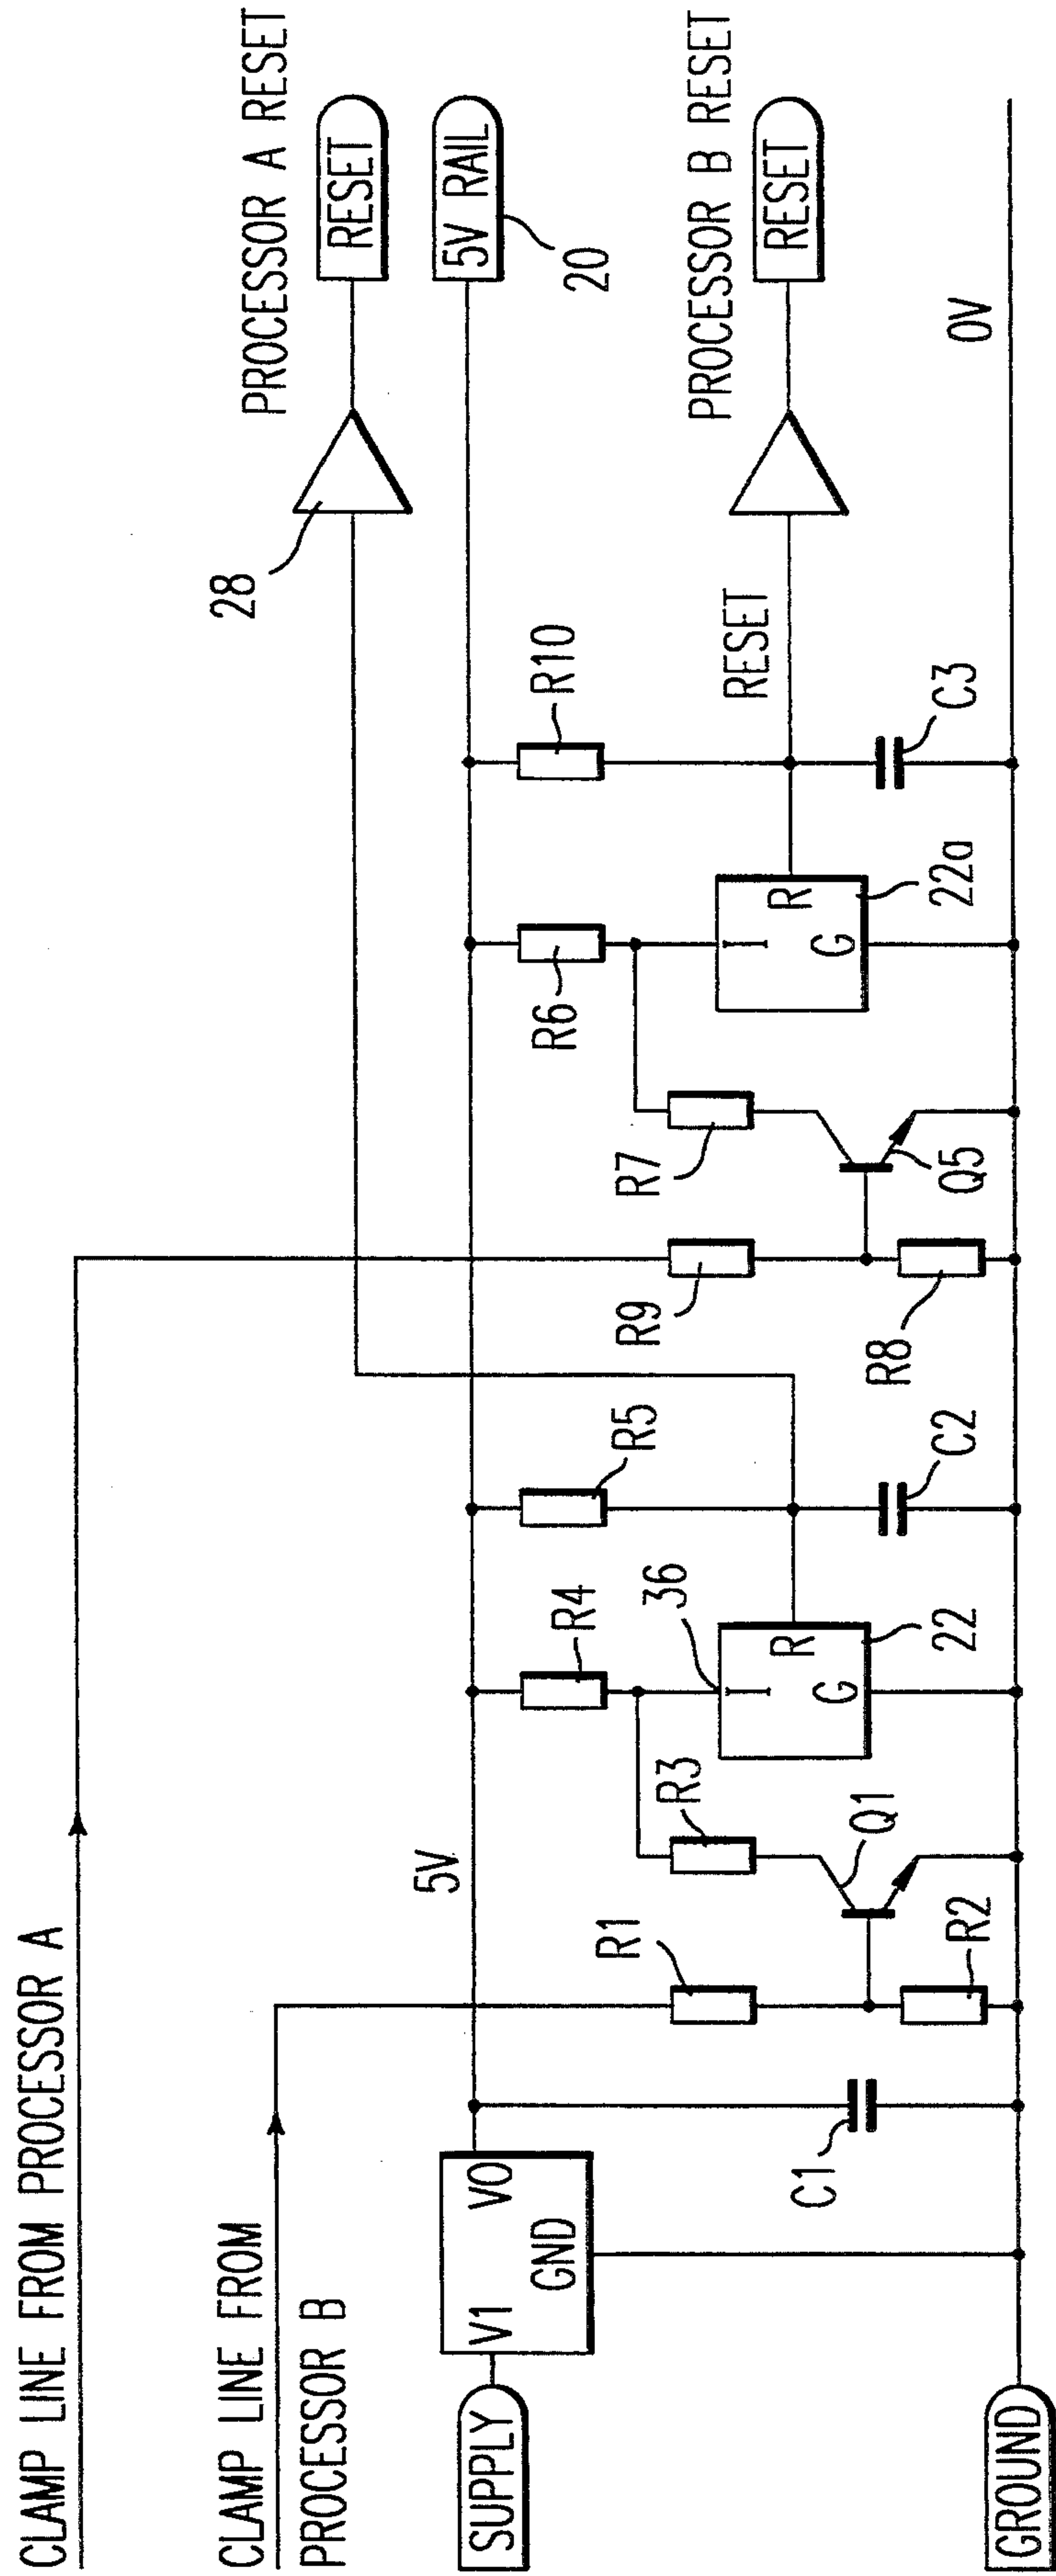 CLAMP LINE FROM PROCESSOR A
CLAMP LINE FROM
PROCESSOR B
PROCESSOR A RESET
RESET
28
5V
5V RAIL
20
SUPPLY
V1
V0
GND
C1
R1
R2
R3
Q1
R4
36
I
R
G
22
R5
C2
R9
R8
R7
Q5
R6
I
R
G
22a
R10
C3
RESET
PROCESSOR B RESET
RESET
0V
GROUND